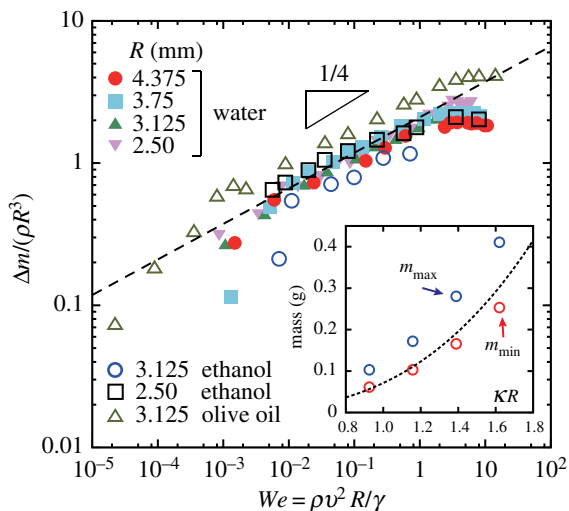 10
R (mm)
4.375
3.75
3.125
2.50
water
1/4
1
Δm/(ρR³)
0.1
0.01
3.125 ethanol
2.50 ethanol
3.125 olive oil
0.4
0.3
0.2
0.1
0
mass (g)
m_max
m_min
κR
0.8 1.0 1.2 1.4 1.6 1.8
10⁻⁵ 10⁻⁴ 10⁻³ 10⁻² 10⁻¹ 1 10¹ 10²
We = ρυ² R/γ